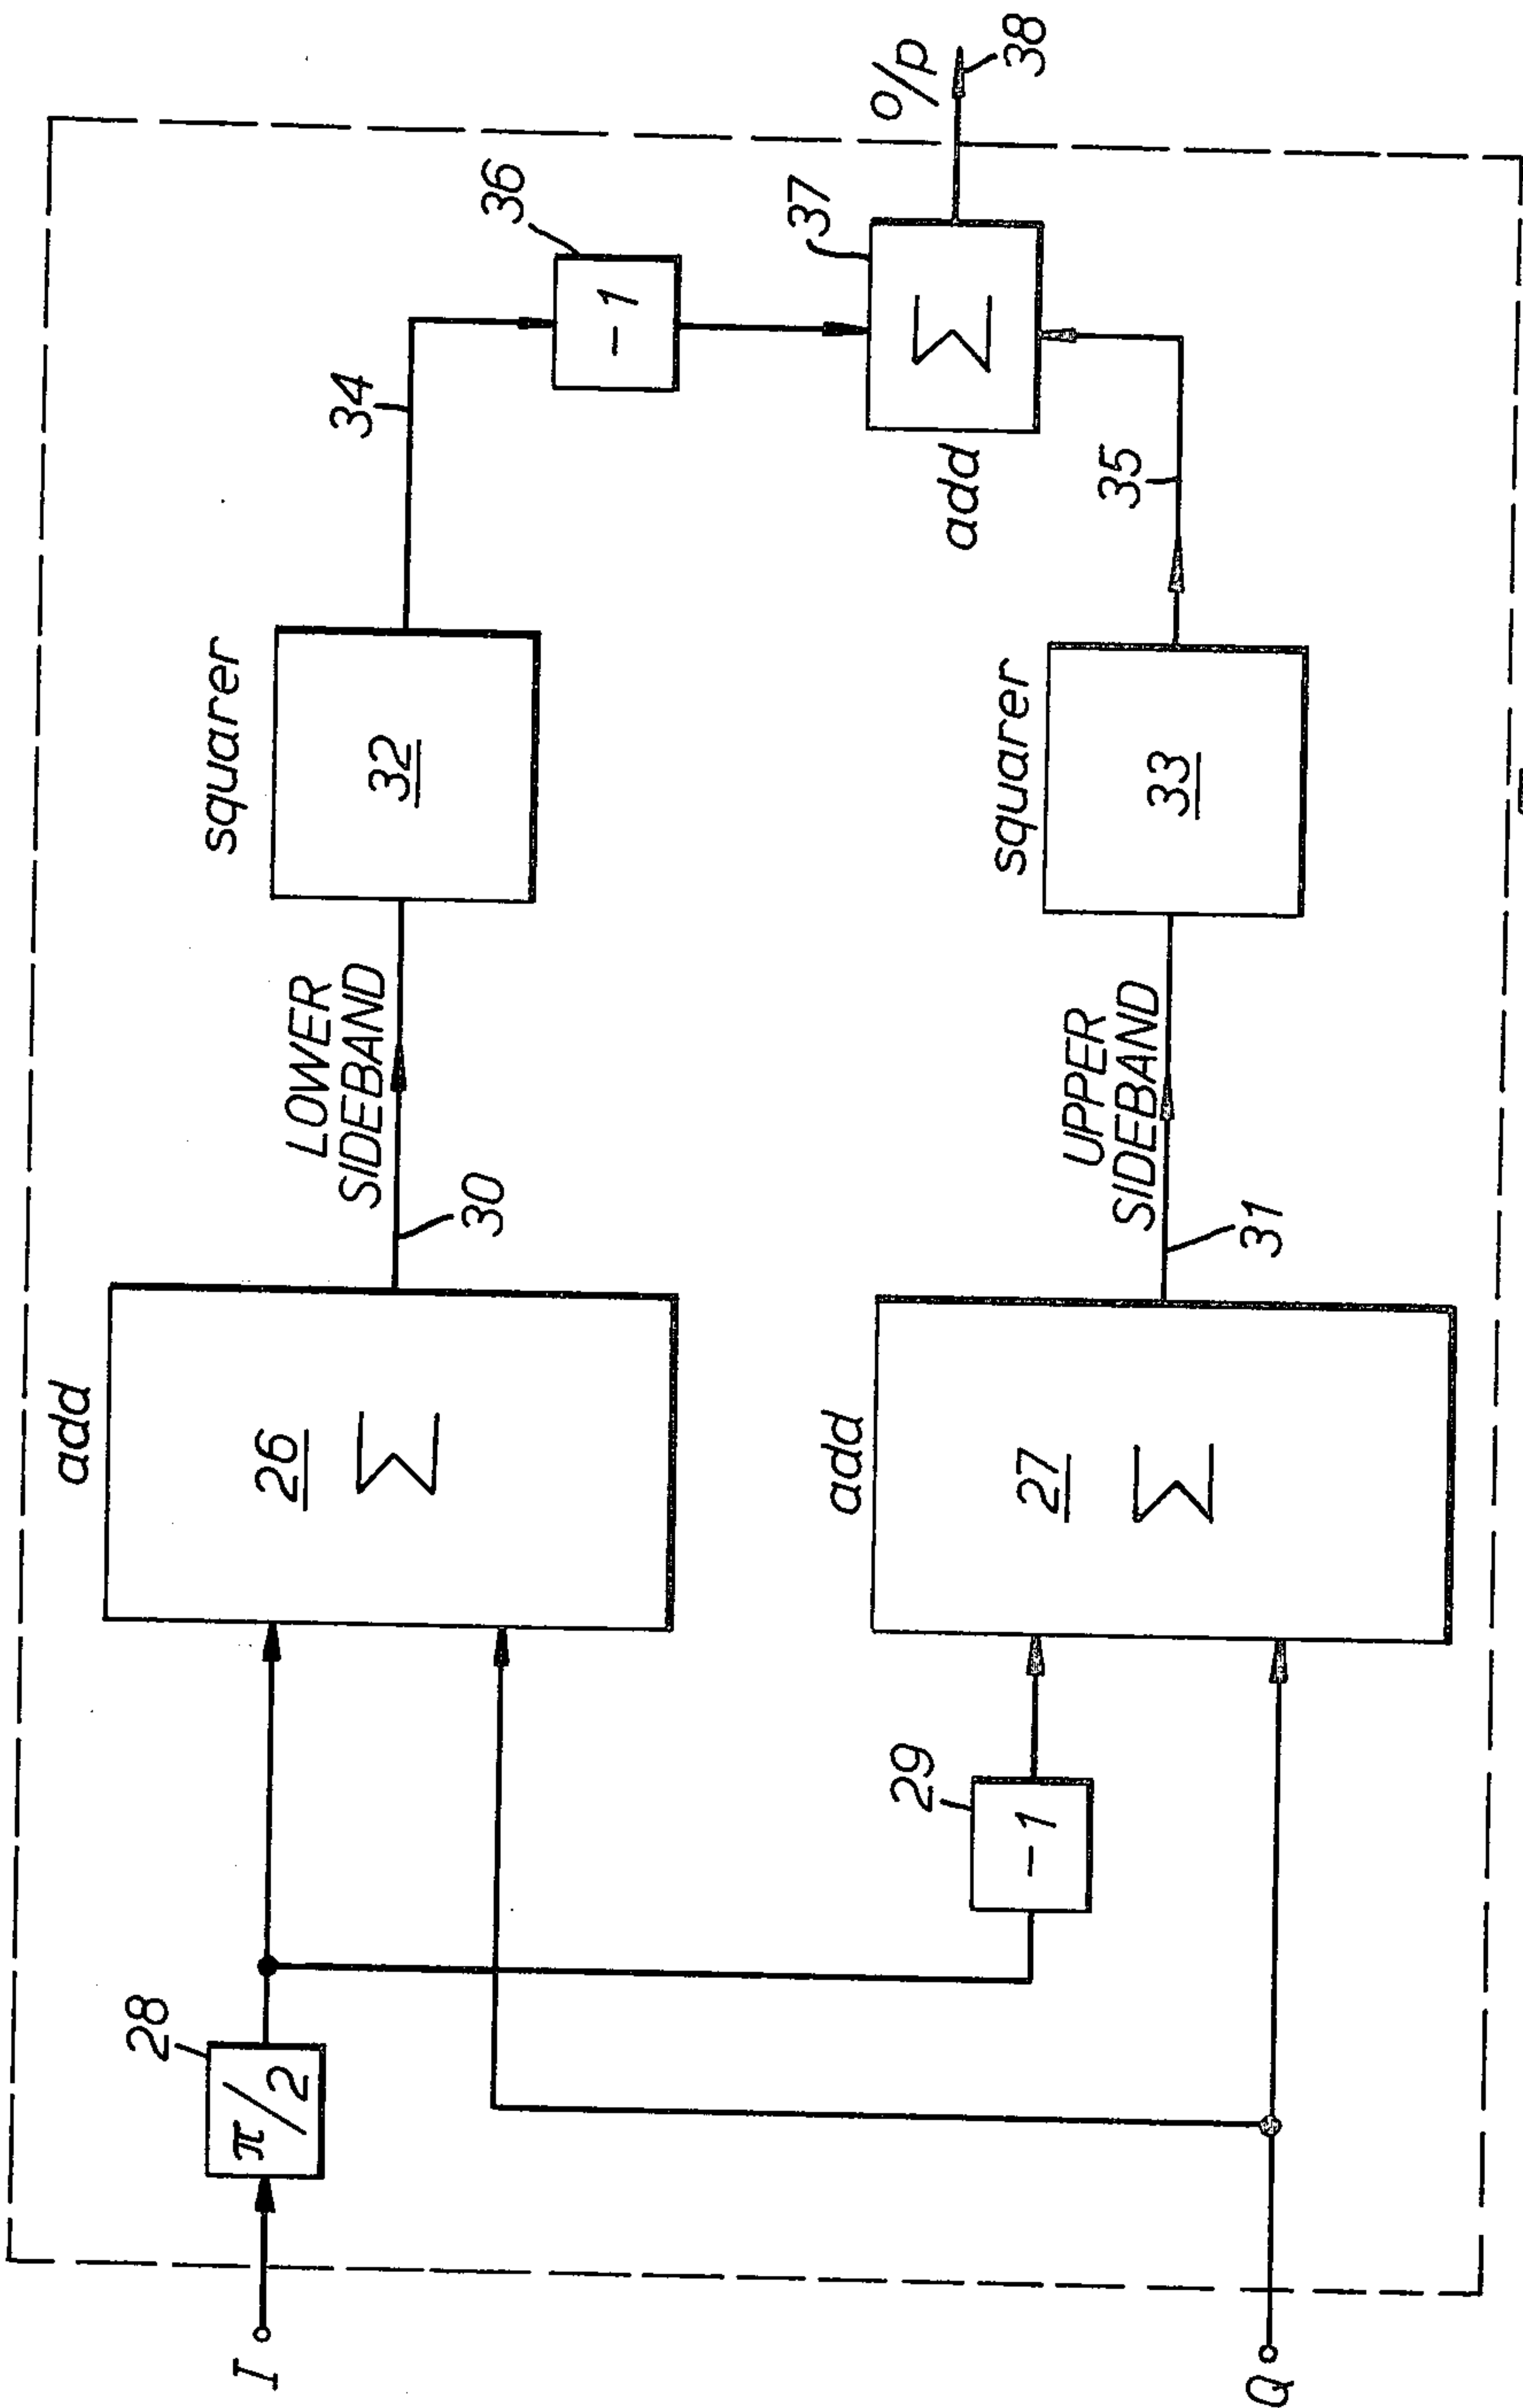 I
π/2
28
add
26
Σ
30
LOWER
SIDEBAND
squarer
32
34
36
-1
37
Σ
add
o/p
38
Q
29
-1
add
27
Σ
31
UPPER
SIDEBAND
squarer
33
35